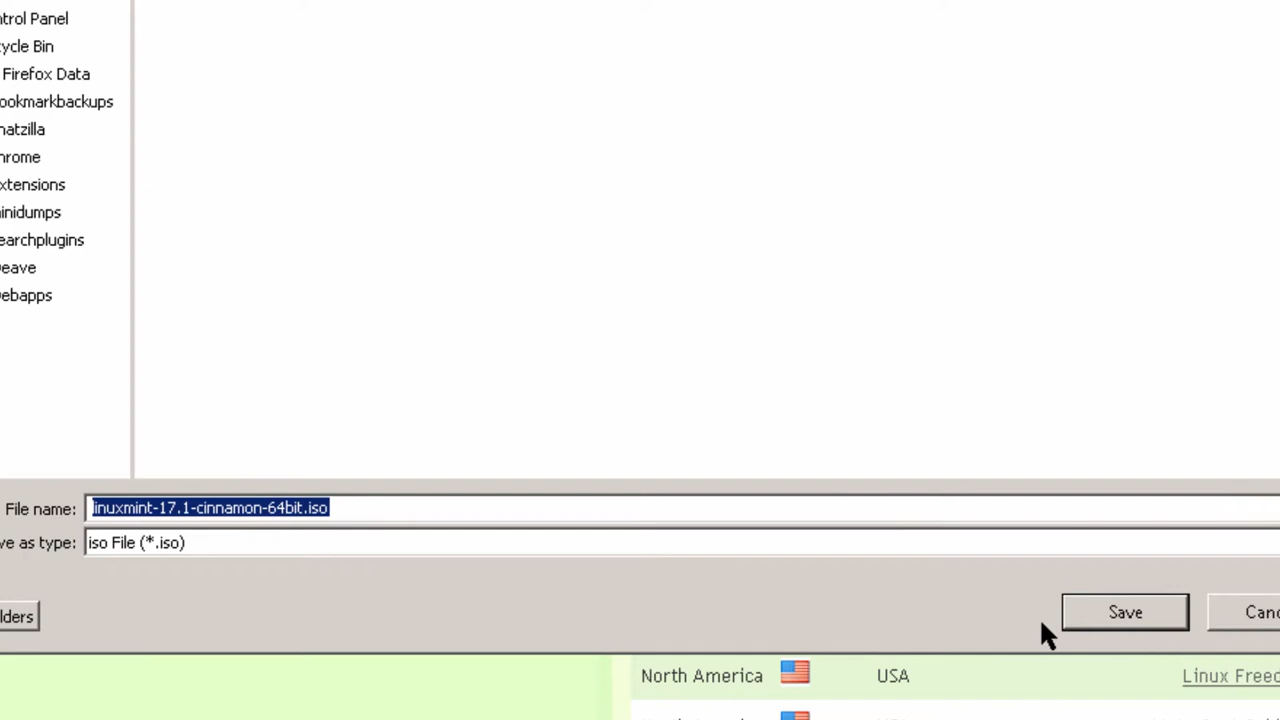 ntrol Panel
cycle Bin
Firefox Data
ookmarkbackups
hatzilla
hrome
xtensions
inidumps
earchplugins
eave
ebapps
File name: linuxmint-17.1-cinnamon-64bit.iso
ve as type: iso File (*.iso)
lders
Save
Canc
North America USA Linux Freed